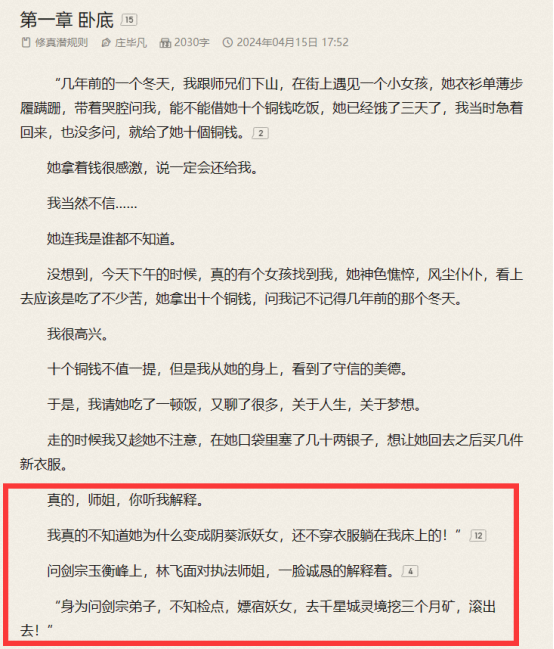 第一章 卧底 15
修真潜规则 庄毕凡 2030字 2024年04月15日 17:52
“几年前的一个冬天，我跟师兄们下山，在街上遇见一个小女孩，她衣衫单薄步
履蹒跚，带着哭腔问我，能不能借她十个铜钱吃饭，她已经饿了三天了，我当时急着
回来，也没多问，就给了她十個铜钱。 2
她拿着钱很感激，说一定会还给我。
我当然不信……
她连我是谁都不知道。
没想到，今天下午的时候，真的有个女孩找到我，她神色憔悴，风尘仆仆，看上
去应该是吃了不少苦，她拿出十个铜钱，问我记不记得几年前的那个冬天。
我很高兴。
十个铜钱不值一提，但是我从她的身上，看到了守信的美德。
于是，我请她吃了一顿饭，又聊了很多，关于人生，关于梦想。
走的时候我又趁她不注意，在她口袋里塞了几十两银子，想让她回去之后买几件
新衣服。
真的，师姐，你听我解释。
我真的不知道她为什么变成阴葵派妖女，还不穿衣服躺在我床上的！” 12
问剑宗玉衡峰上，林飞面对执法师姐，一脸诚恳的解释着。 4
“身为问剑宗弟子，不知检点，嫖宿妖女，去千星城灵境挖三个月矿，滚出
去！”